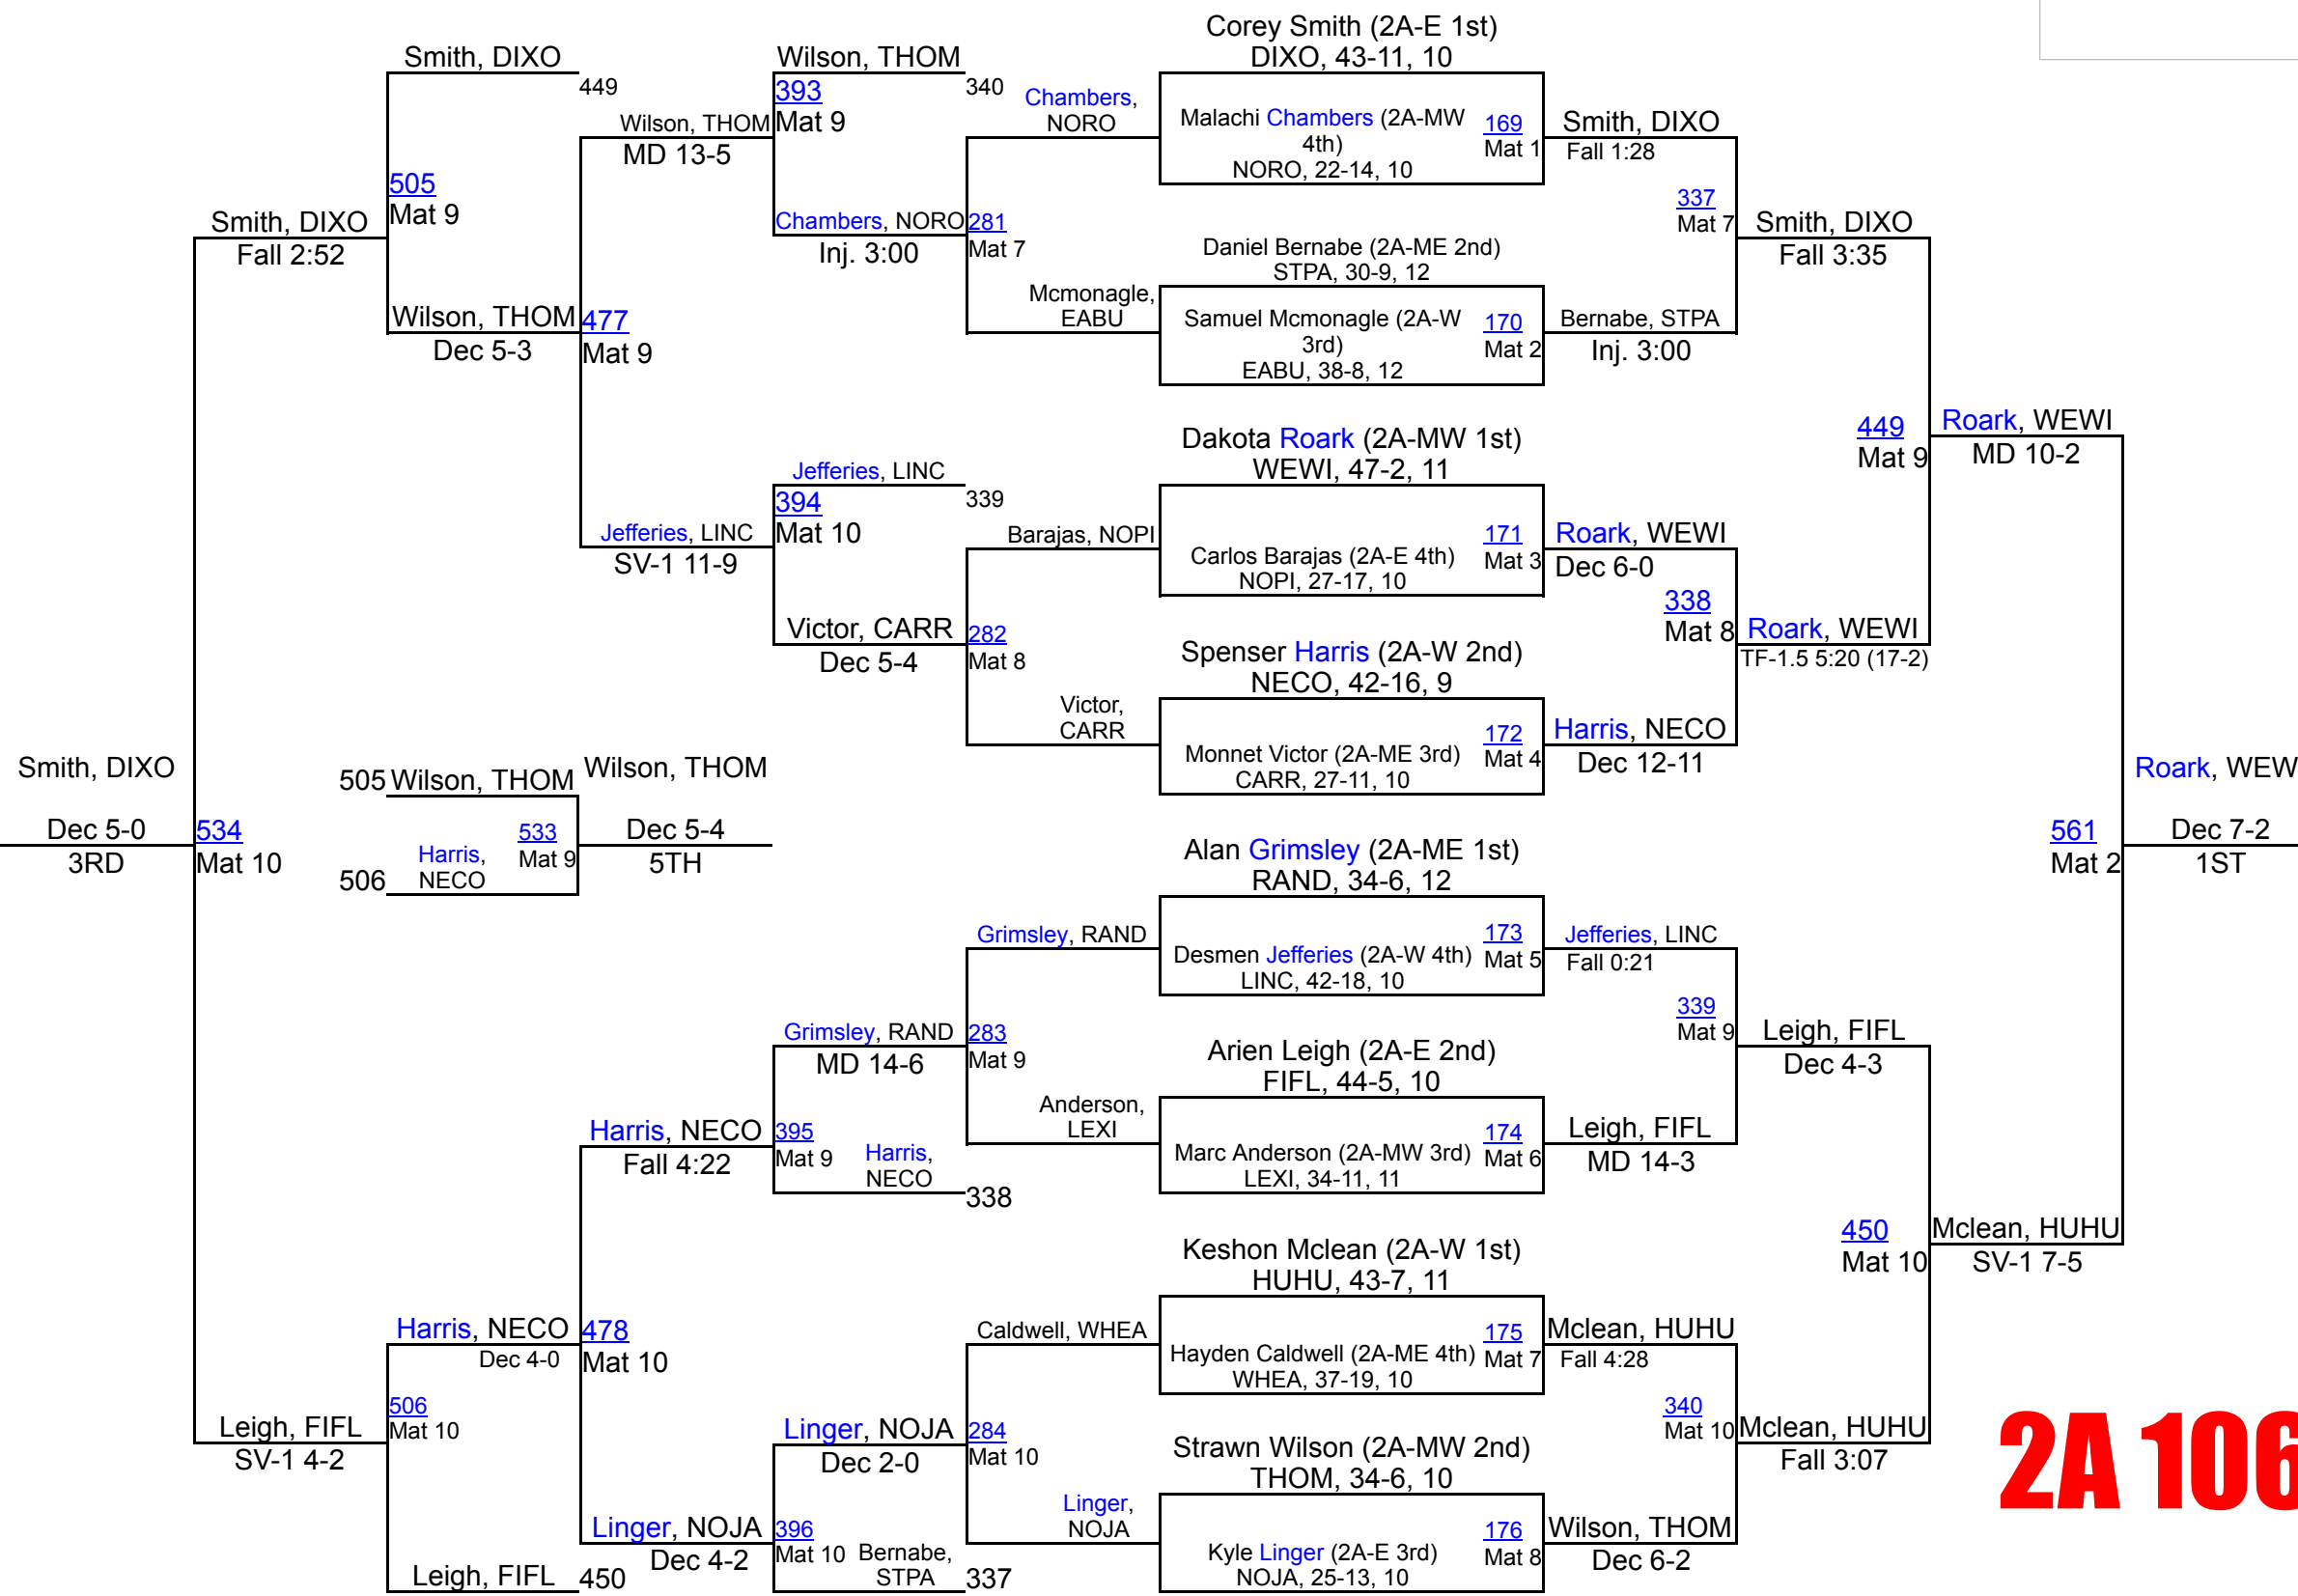 Corey Smith (2A-E 1st)
DIXO, 43-11, 10
Smith, DIXO
449
Wilson, THOM
340
393
Mat 9
Wilson, THOM
MD 13-5
Chambers,
NORO
Malachi Chambers (2A-MW
4th)
NORO, 22-14, 10
169
Mat 1
Smith, DIXO
Fall 1:28
505
Mat 9
337
Mat 7
Smith, DIXO
Fall 2:52
Chambers, NORO
Inj. 3:00
281
Mat 7
Smith, DIXO
Fall 3:35
Daniel Bernabe (2A-ME 2nd)
STPA, 30-9, 12
Wilson, THOM
Dec 5-3
477
Mat 9
Mcmonagle,
EABU
Samuel Mcmonagle (2A-W
3rd)
EABU, 38-8, 12
170
Mat 2
Bernabe, STPA
Inj. 3:00
449
Mat 9
Roark, WEWI
MD 10-2
Dakota Roark (2A-MW 1st)
WEWI, 47-2, 11
Jefferies, LINC
339
394
Mat 10
Jefferies, LINC
SV-1 11-9
Barajas, NOPI
Carlos Barajas (2A-E 4th)
NOPI, 27-17, 10
171
Mat 3
Roark, WEWI
Dec 6-0
338
Mat 8
Victor, CARR
Dec 5-4
282
Mat 8
Roark, WEWI
TF-1.5 5:20 (17-2)
Spenser Harris (2A-W 2nd)
NECO, 42-16, 9
Victor,
CARR
Monnet Victor (2A-ME 3rd)
CARR, 27-11, 10
172
Mat 4
Harris, NECO
Dec 12-11
Smith, DIXO
Dec 5-0
3RD
534
Mat 10
505
Wilson, THOM
506
Harris,
NECO
533
Mat 9
Wilson, THOM
Dec 5-4
5TH
561
Mat 2
Roark, WEW
Dec 7-2
1ST
Alan Grimsley (2A-ME 1st)
RAND, 34-6, 12
Grimsley, RAND
Desmen Jefferies (2A-W 4th)
LINC, 42-18, 10
173
Mat 5
Jefferies, LINC
Fall 0:21
339
Mat 9
Grimsley, RAND
MD 14-6
283
Mat 9
Leigh, FIFL
Dec 4-3
Arien Leigh (2A-E 2nd)
FIFL, 44-5, 10
Harris, NECO
Fall 4:22
395
Mat 9
Harris,
NECO
338
Anderson,
LEXI
Marc Anderson (2A-MW 3rd)
LEXI, 34-11, 11
174
Mat 6
Leigh, FIFL
MD 14-3
450
Mat 10
Mclean, HUHU
SV-1 7-5
Keshon Mclean (2A-W 1st)
HUHU, 43-7, 11
Harris, NECO
Dec 4-0
478
Mat 10
Caldwell, WHEA
Hayden Caldwell (2A-ME 4th)
WHEA, 37-19, 10
175
Mat 7
Mclean, HUHU
Fall 4:28
506
Mat 10
Leigh, FIFL
SV-1 4-2
Linger, NOJA
Dec 2-0
284
Mat 10
340
Mat 10
Mclean, HUHU
Fall 3:07
2A 106
Strawn Wilson (2A-MW 2nd)
THOM, 34-6, 10
Linger, NOJA
Dec 4-2
396
Mat 10
Bernabe,
STPA
337
Linger,
NOJA
Kyle Linger (2A-E 3rd)
NOJA, 25-13, 10
176
Mat 8
Wilson, THOM
Dec 6-2
Leigh, FIFL
450